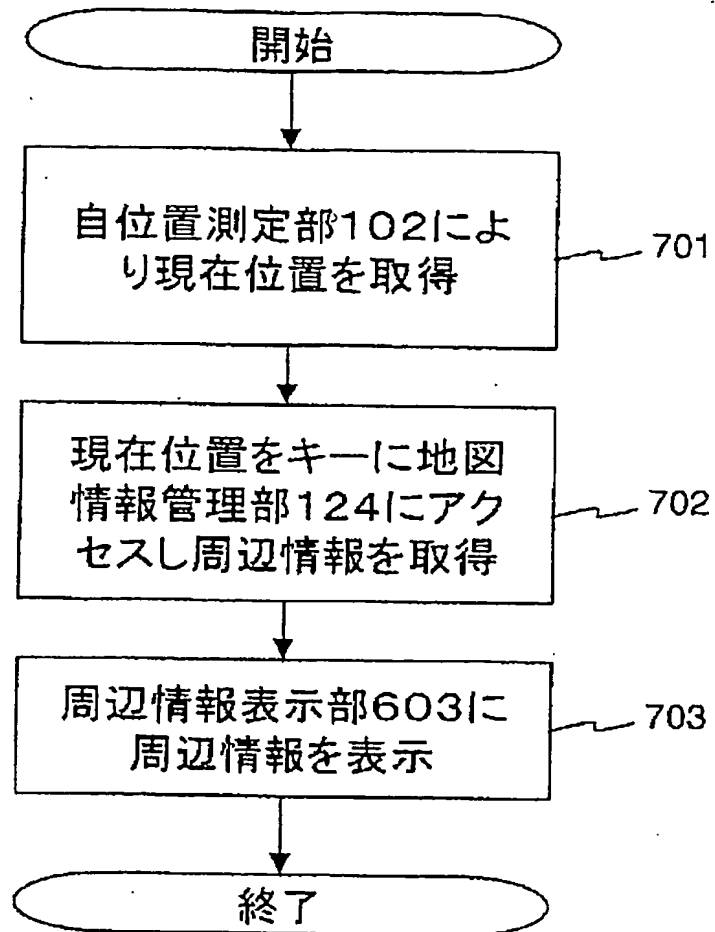 開始
自位置測定部102によ
り現在位置を取得
701
現在位置をキーに地図
情報管理部124にアク
セスし周辺情報を取得
702
周辺情報表示部603に
周辺情報を表示
703
終了